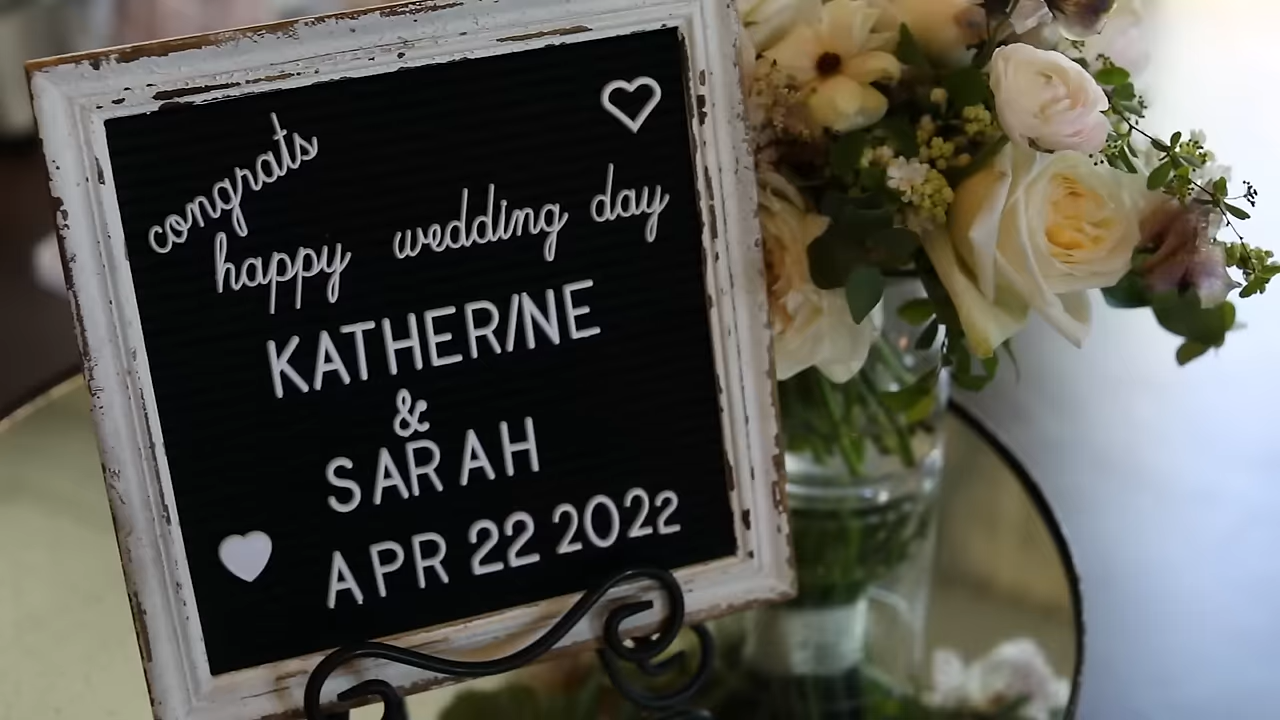 congrats
happy wedding day
KATHERINE
&
SARAH
APR 22 2022